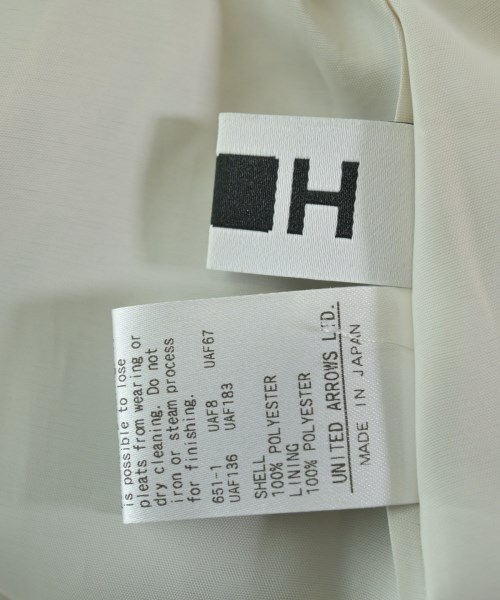 H
is possible to lose
pleats from wearing or
dry cleaning. Do not
iron or steam process
for finishing.
651-1 UAF8 UAF67
UAF136 UAF183
SHELL
100% POLYESTER
LINING
100% POLYESTER
UNITED ARROWS LTD.
MADE IN JAPAN